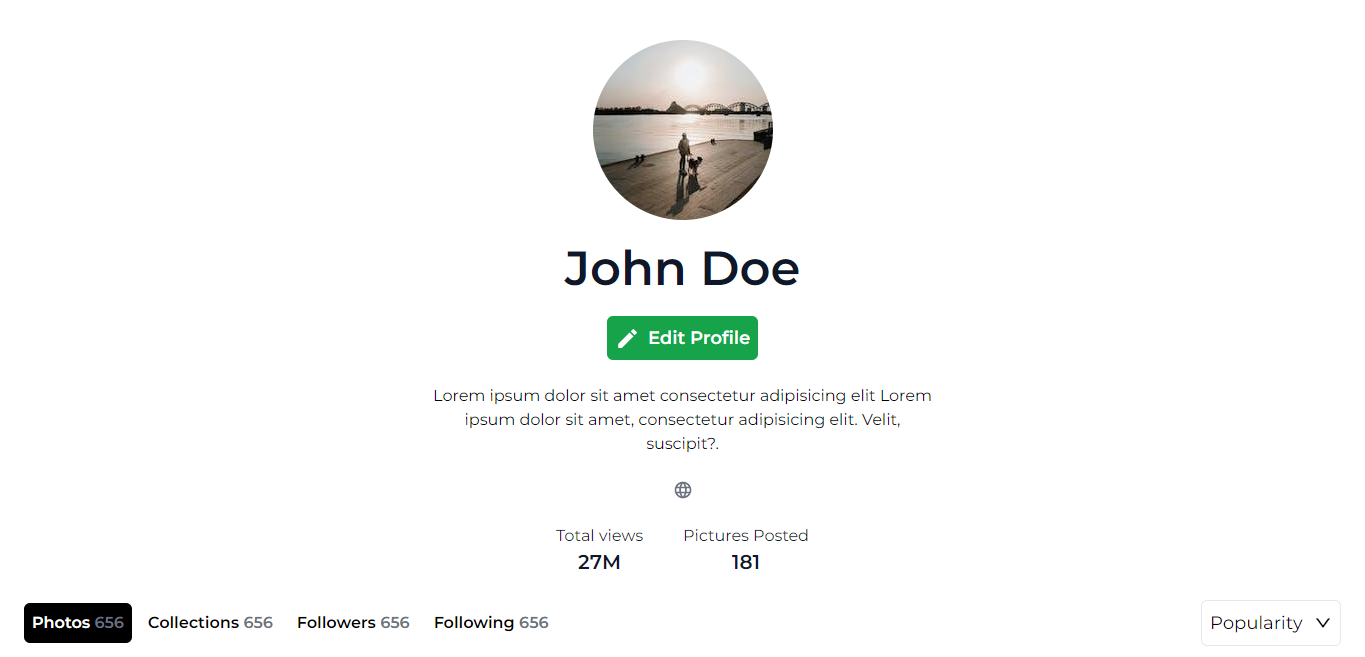 John Doe
Edit Profile
Lorem ipsum dolor sit amet consectetur adipisicing elit Lorem
ipsum dolor sit amet, consectetur adipisicing elit. Velit,
suscipit?.
Total views Pictures Posted
27M 181
Photos 656 Collections 656 Followers 656 Following 656 Popularity